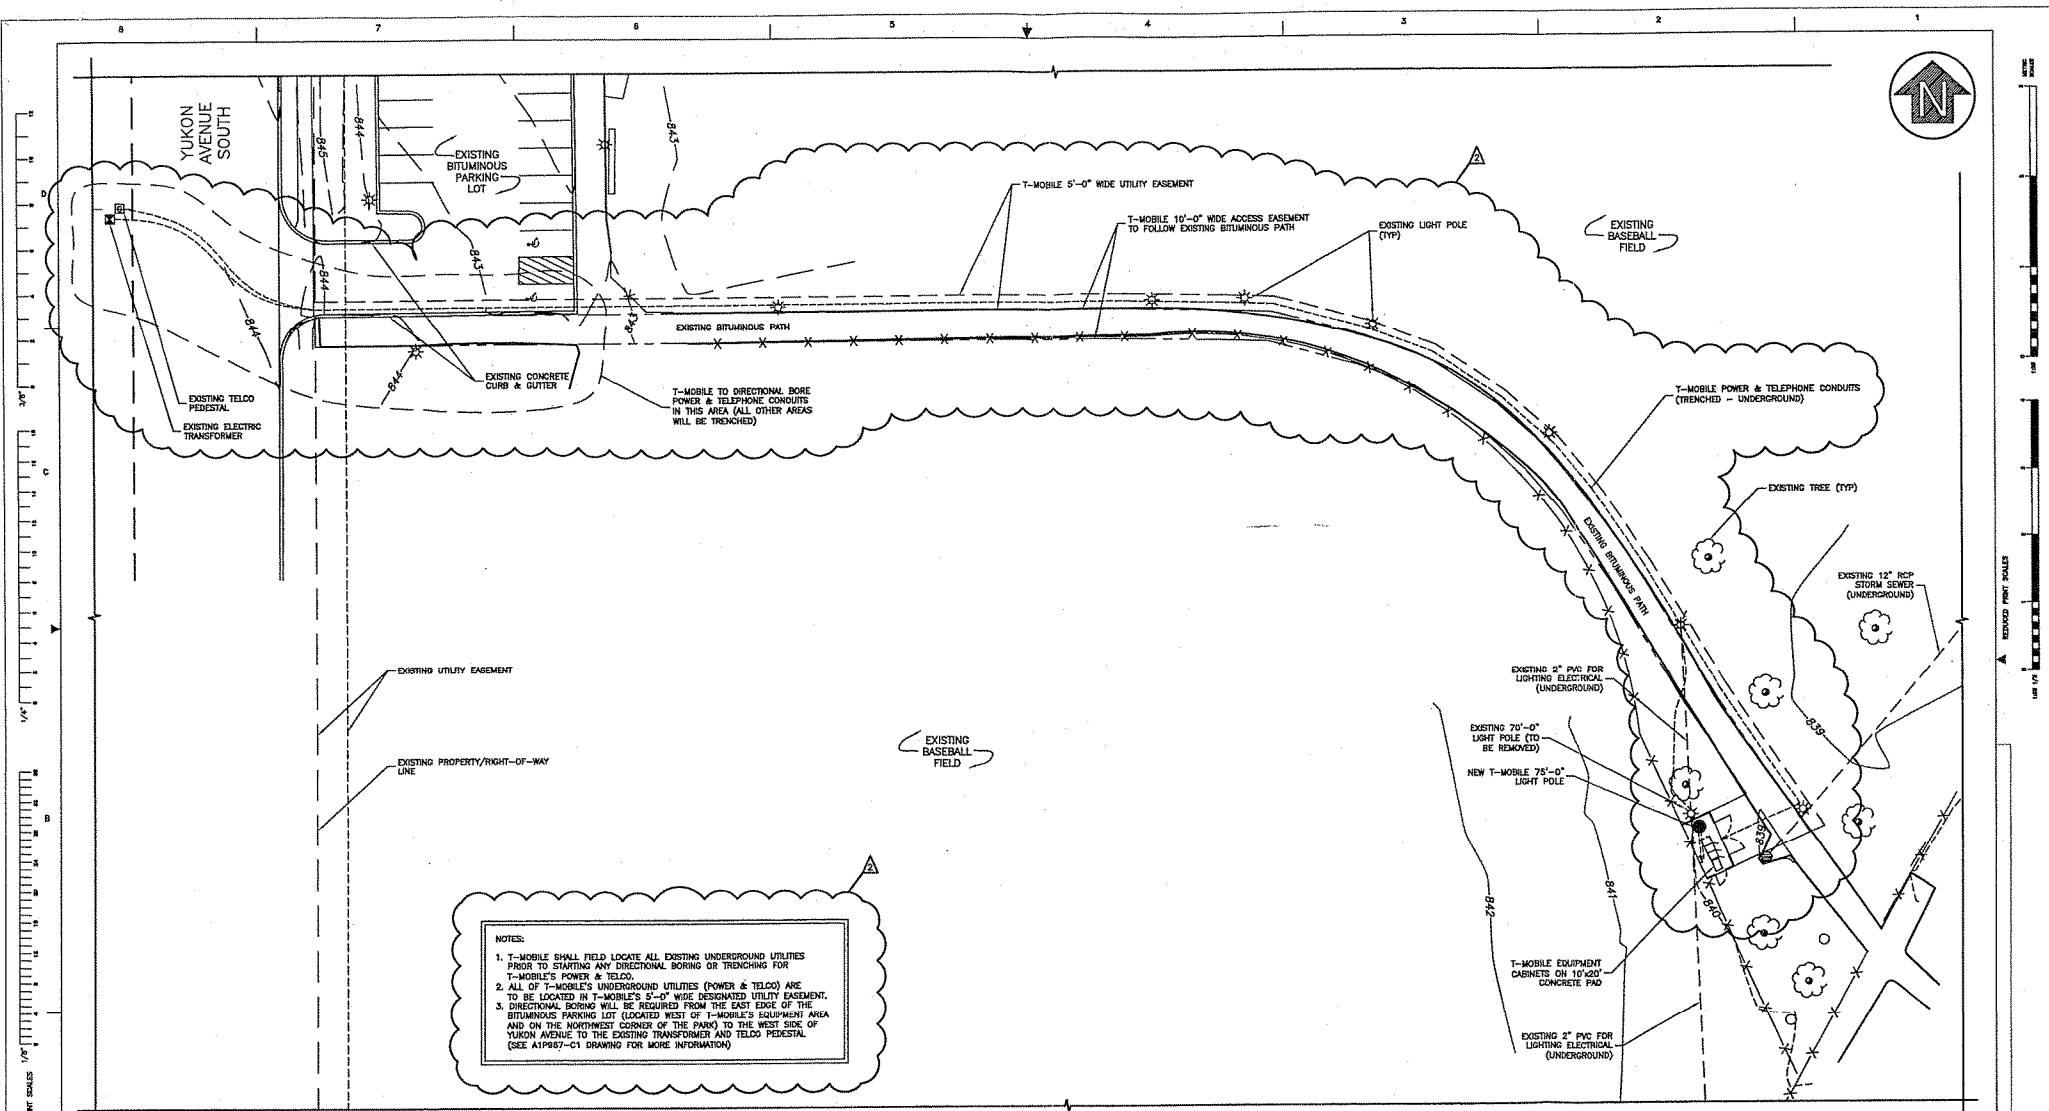 8
7
6
5
4
3
2
1
YUKON
AVENUE
SOUTH
845
844
EXISTING
BITUMINOUS
PARKING
LOT
843
2
N
METRIC
SCALES
D
T-MOBILE 5'-0" WIDE UTILITY EASEMENT
T-MOBILE 10'-0" WIDE ACCESS EASEMENT
TO FOLLOW EXISTING BITUMINOUS PATH
EXISTING LIGHT POLE
(TYP)
EXISTING
BASEBALL
FIELD
843
844
844
843
EXISTING BITUMINOUS PATH
844
EXISTING CONCRETE
CURB & GUTTER
EXISTING TELCO
PEDESTAL
EXISTING ELECTRIC
TRANSFORMER
T-MOBILE TO DIRECTIONAL BORE
POWER & TELEPHONE CONDUITS
IN THIS AREA (ALL OTHER AREAS
WILL BE TRENCHED)
T-MOBILE POWER & TELEPHONE CONDUITS
(TRENCHED - UNDERGROUND)
C
EXISTING TREE (TYP)
EXISTING BITUMINOUS PATH
EXISTING 12" RCP
STORM SEWER
(UNDERGROUND)
REDUCED PRINT SCALES
EXISTING UTILITY EASEMENT
EXISTING 2" PVC FOR
LIGHTING ELECTRICAL
(UNDERGROUND)
1/4"
839
EXISTING 70'-0"
LIGHT POLE (TO
BE REMOVED)
EXISTING
BASEBALL
FIELD
EXISTING PROPERTY/RIGHT-OF-WAY
LINE
NEW T-MOBILE 75'-0"
LIGHT POLE
B
839
2
842
841
840
NOTES:
1. T-MOBILE SHALL FIELD LOCATE ALL EXISTING UNDERGROUND UTILITIES
PRIOR TO STARTING ANY DIRECTIONAL BORING OR TRENCHING FOR
T-MOBILE'S POWER & TELCO.
2. ALL OF T-MOBILE'S UNDERGROUND UTILITIES (POWER & TELCO) ARE
TO BE LOCATED IN T-MOBILE'S 5'-0" WIDE DESIGNATED UTILITY EASEMENT.
3. DIRECTIONAL BORING WILL BE REQUIRED FROM THE EAST EDGE OF THE
BITUMINOUS PARKING LOT (LOCATED WEST OF T-MOBILE'S EQUIPMENT AREA
AND ON THE NORTHWEST CORNER OF THE PARK) TO THE WEST SIDE OF
YUKON AVENUE TO THE EXISTING TRANSFORMER AND TELCO PEDESTAL
(SEE A1P987-C1 DRAWING FOR MORE INFORMATION)
T-MOBILE EQUIPMENT
CABINETS ON 10'x20'
CONCRETE PAD
EXISTING 2" PVC FOR
LIGHTING ELECTRICAL
(UNDERGROUND)
1/8"
NT SCALES